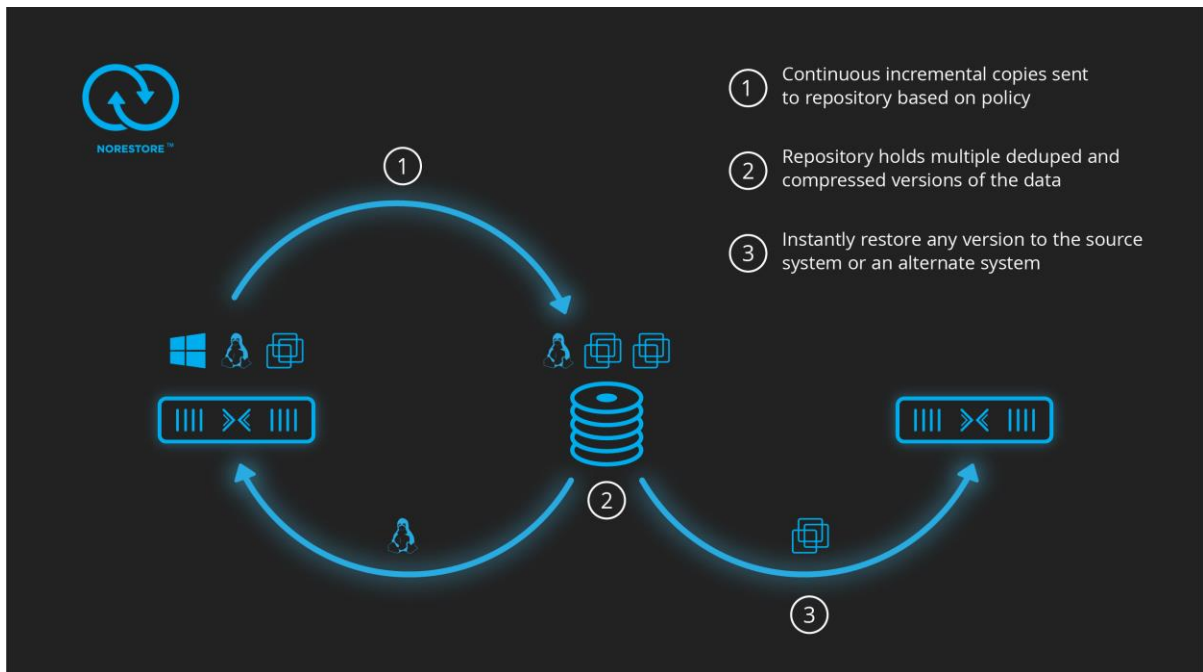 NORESTORE™
1
Continuous incremental copies sent
to repository based on policy
2
Repository holds multiple deduped and
compressed versions of the data
3
Instantly restore any version to the source
system or an alternate system
1
2
3